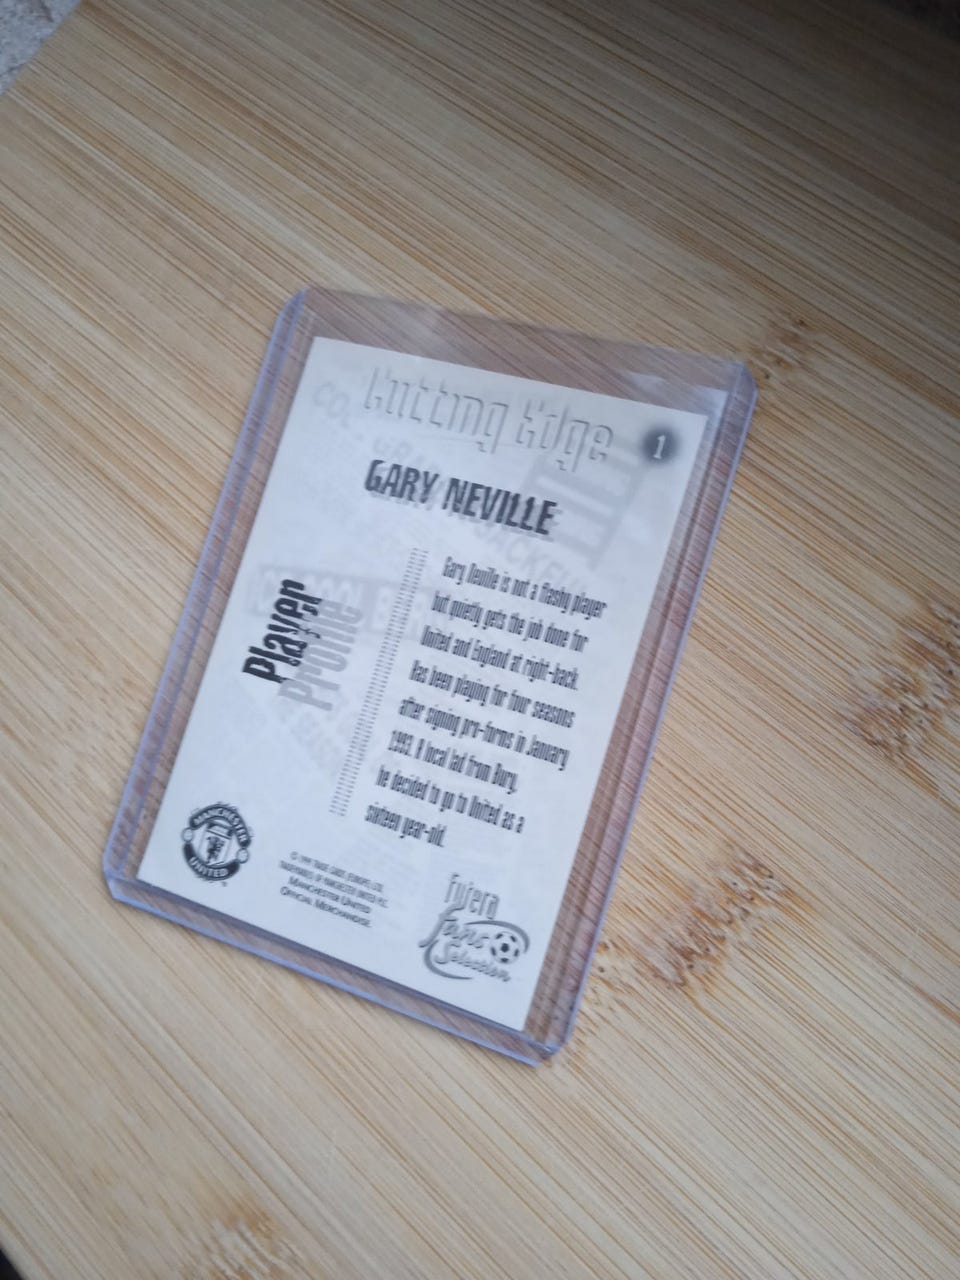 Cutting Edge
1
GARY NEVILLE
Player
Profile
Gary Neville is not a flashy player
but quietly gets the job done for
United and England at right-back.
Has been playing for four seasons
after signing pro-forms in January
1993. A local lad from Bury,
he decided to go to United as a
sixteen year-old.
MANCHESTER
UNITED
MANCHESTER UNITED
OFFICIAL MERCHANDISE
Futera
Fans
Selection